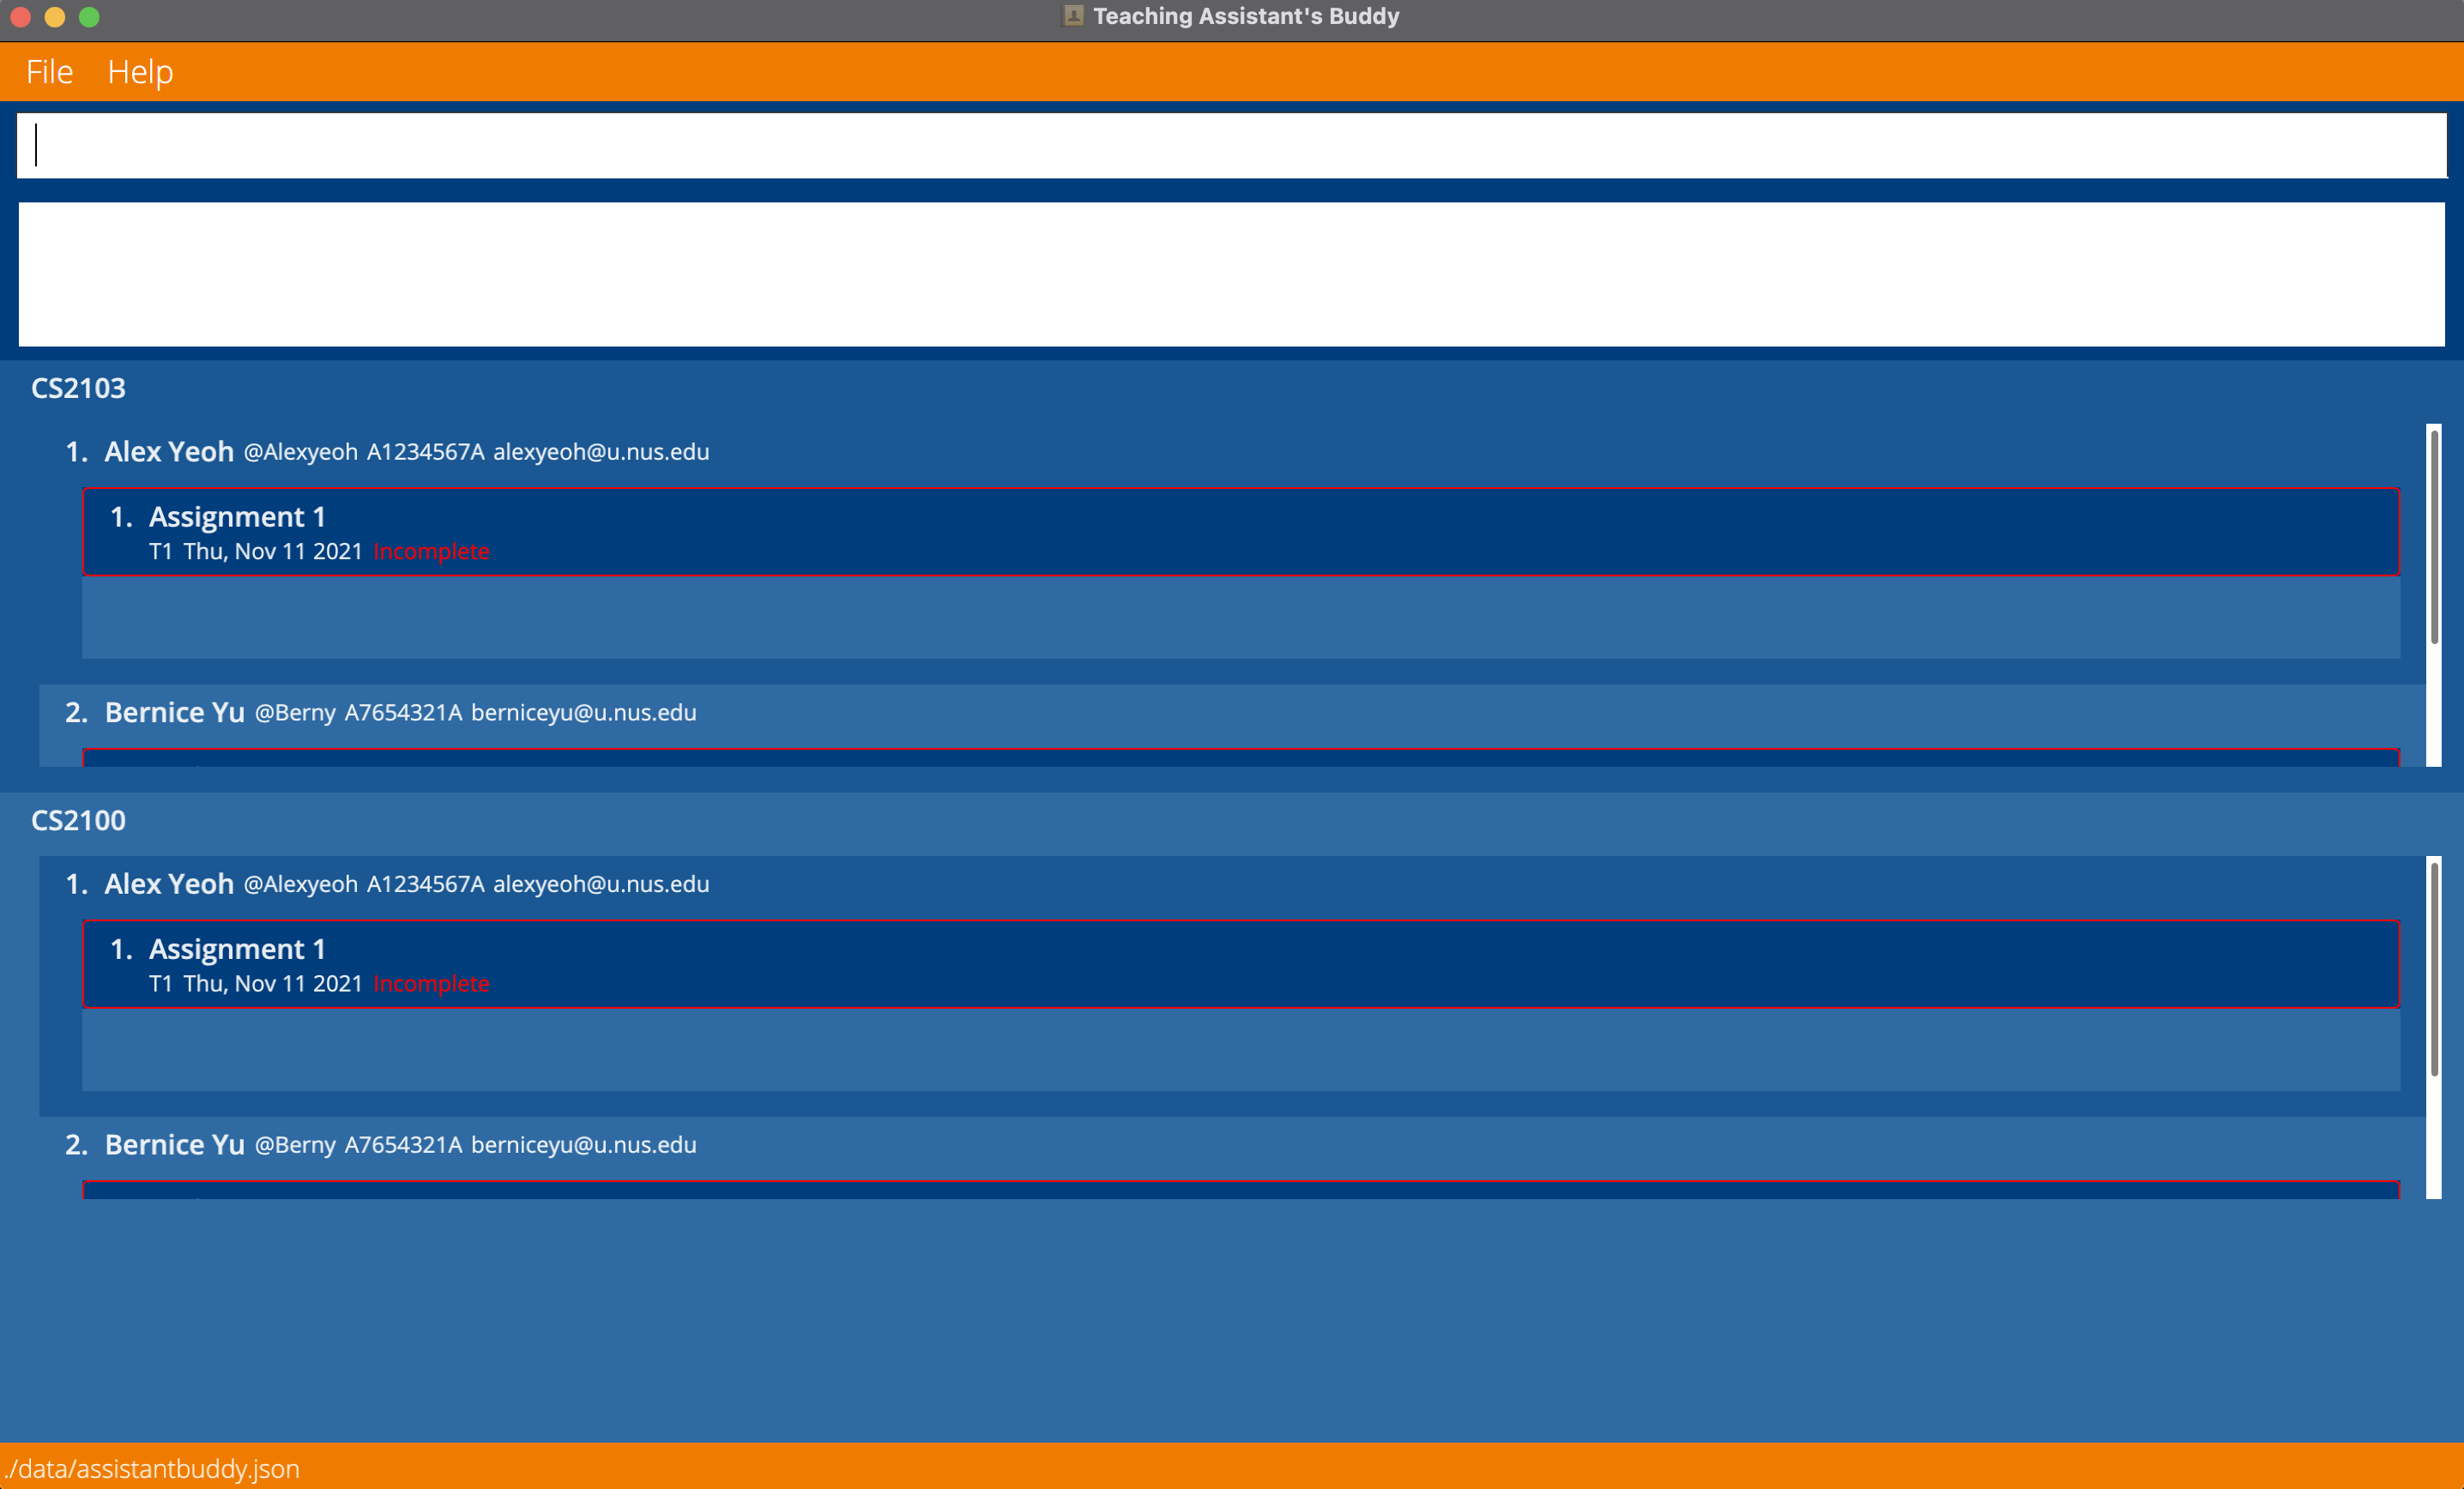 Teaching Assistant's Buddy
File Help
CS2103
1. Alex Yeoh @Alexyeoh A1234567A alexyeoh@u.nus.edu
1. Assignment 1
T1 Thu, Nov 11 2021 Incomplete
2. Bernice Yu @Berny A7654321A berniceyu@u.nus.edu
CS2100
1. Alex Yeoh @Alexyeoh A1234567A alexyeoh@u.nus.edu
1. Assignment 1
T1 Thu, Nov 11 2021 Incomplete
2. Bernice Yu @Berny A7654321A berniceyu@u.nus.edu
./data/assistantbuddy.json